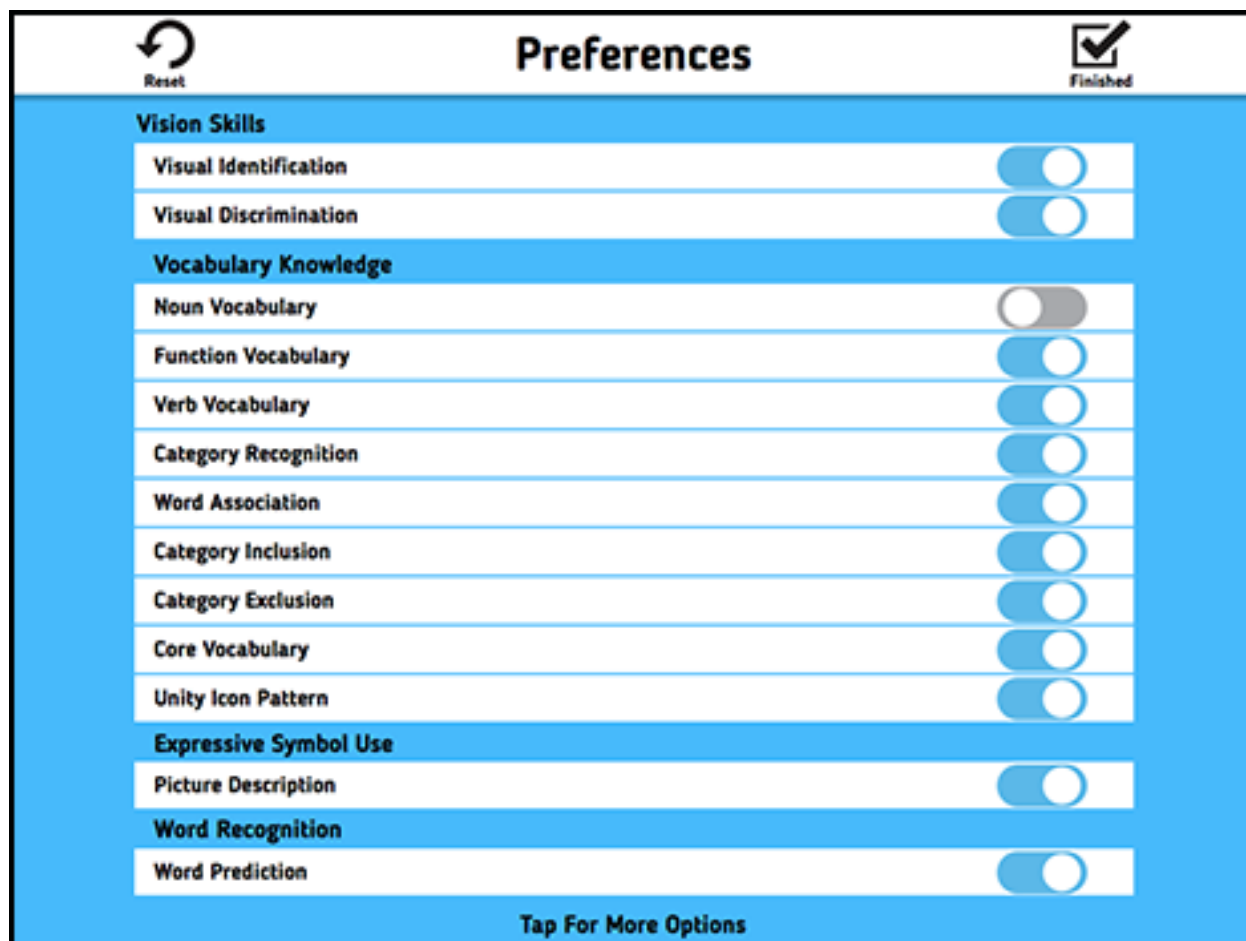 Preferences
Reset
Finished
Vision Skills
Visual Identification
Visual Discrimination
Vocabulary Knowledge
Noun Vocabulary
Function Vocabulary
Verb Vocabulary
Category Recognition
Word Association
Category Inclusion
Category Exclusion
Core Vocabulary
Unity Icon Pattern
Expressive Symbol Use
Picture Description
Word Recognition
Word Prediction
Tap For More Options